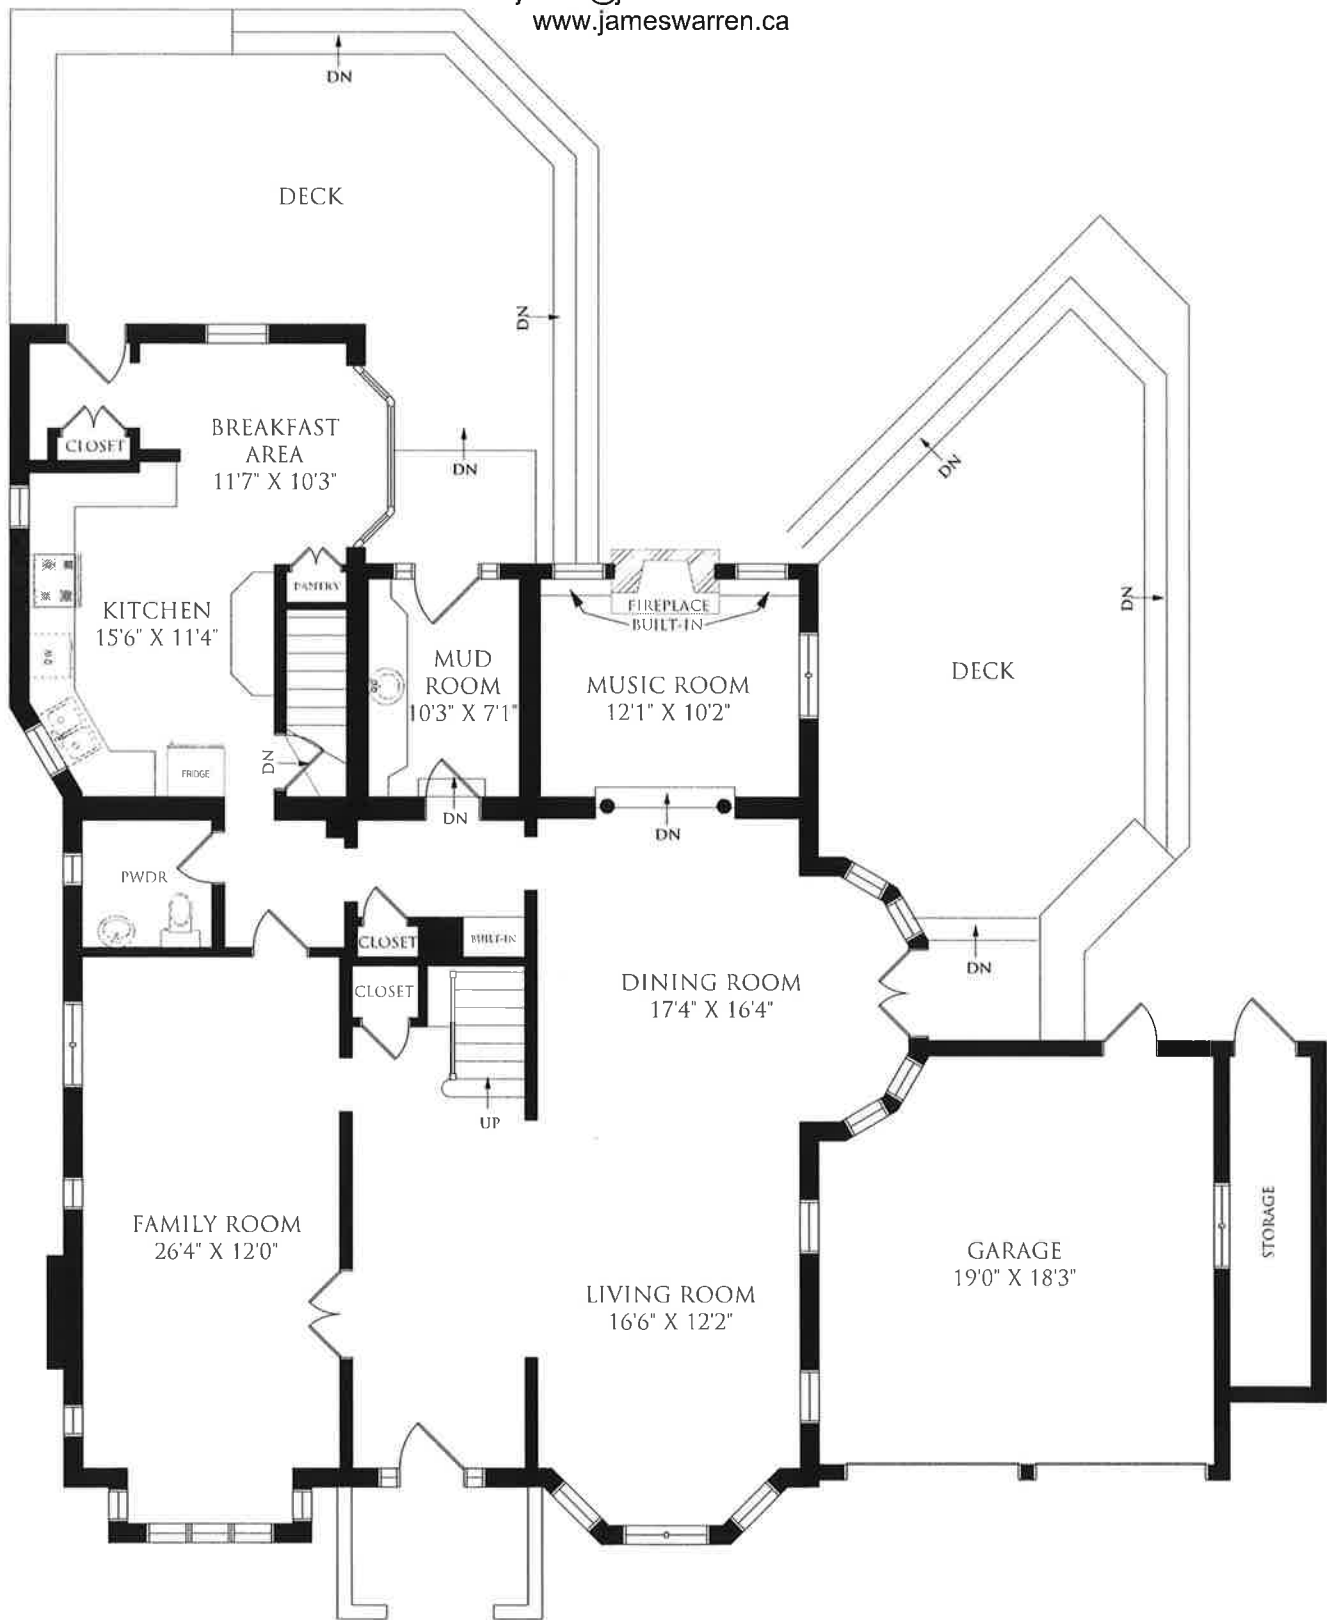 www.jameswarren.ca
DN
DECK
DN
BREAKFAST
AREA
11'7" X 10'3"
CLOSET
DN
DN
PANTRY
FIREPLACE
BUILT-IN
KITCHEN
15'6" X 11'4"
DW
MUD
ROOM
10'3" X 7'1"
MUSIC ROOM
12'1" X 10'2"
DECK
DN
DN
FRIDGE
DN
DN
PWDR
CLOSET
BUILT-IN
CLOSET
DINING ROOM
17'4" X 16'4"
DN
UP
FAMILY ROOM
26'4" X 12'0"
LIVING ROOM
16'6" X 12'2"
GARAGE
19'0" X 18'3"
STORAGE